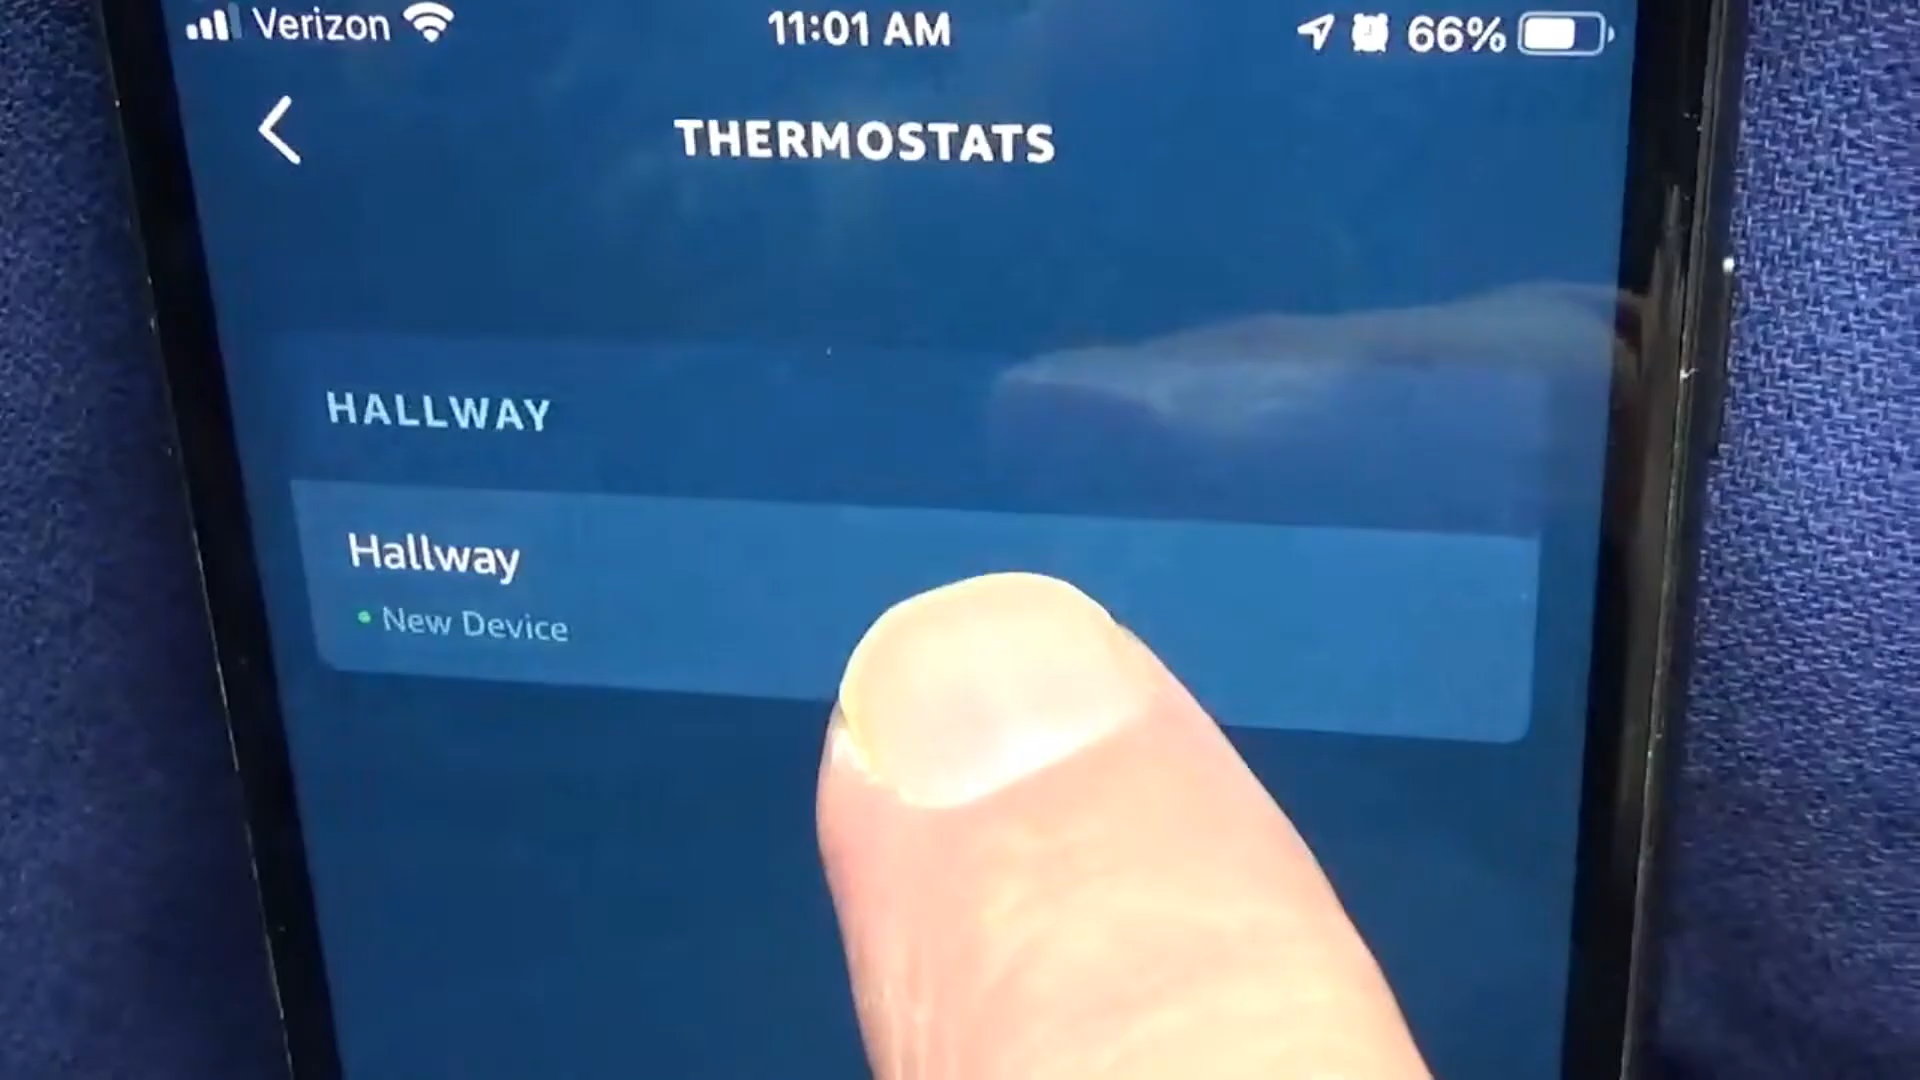 Verizon 11:01 AM 66%
THERMOSTATS
HALLWAY
Hallway
New Device